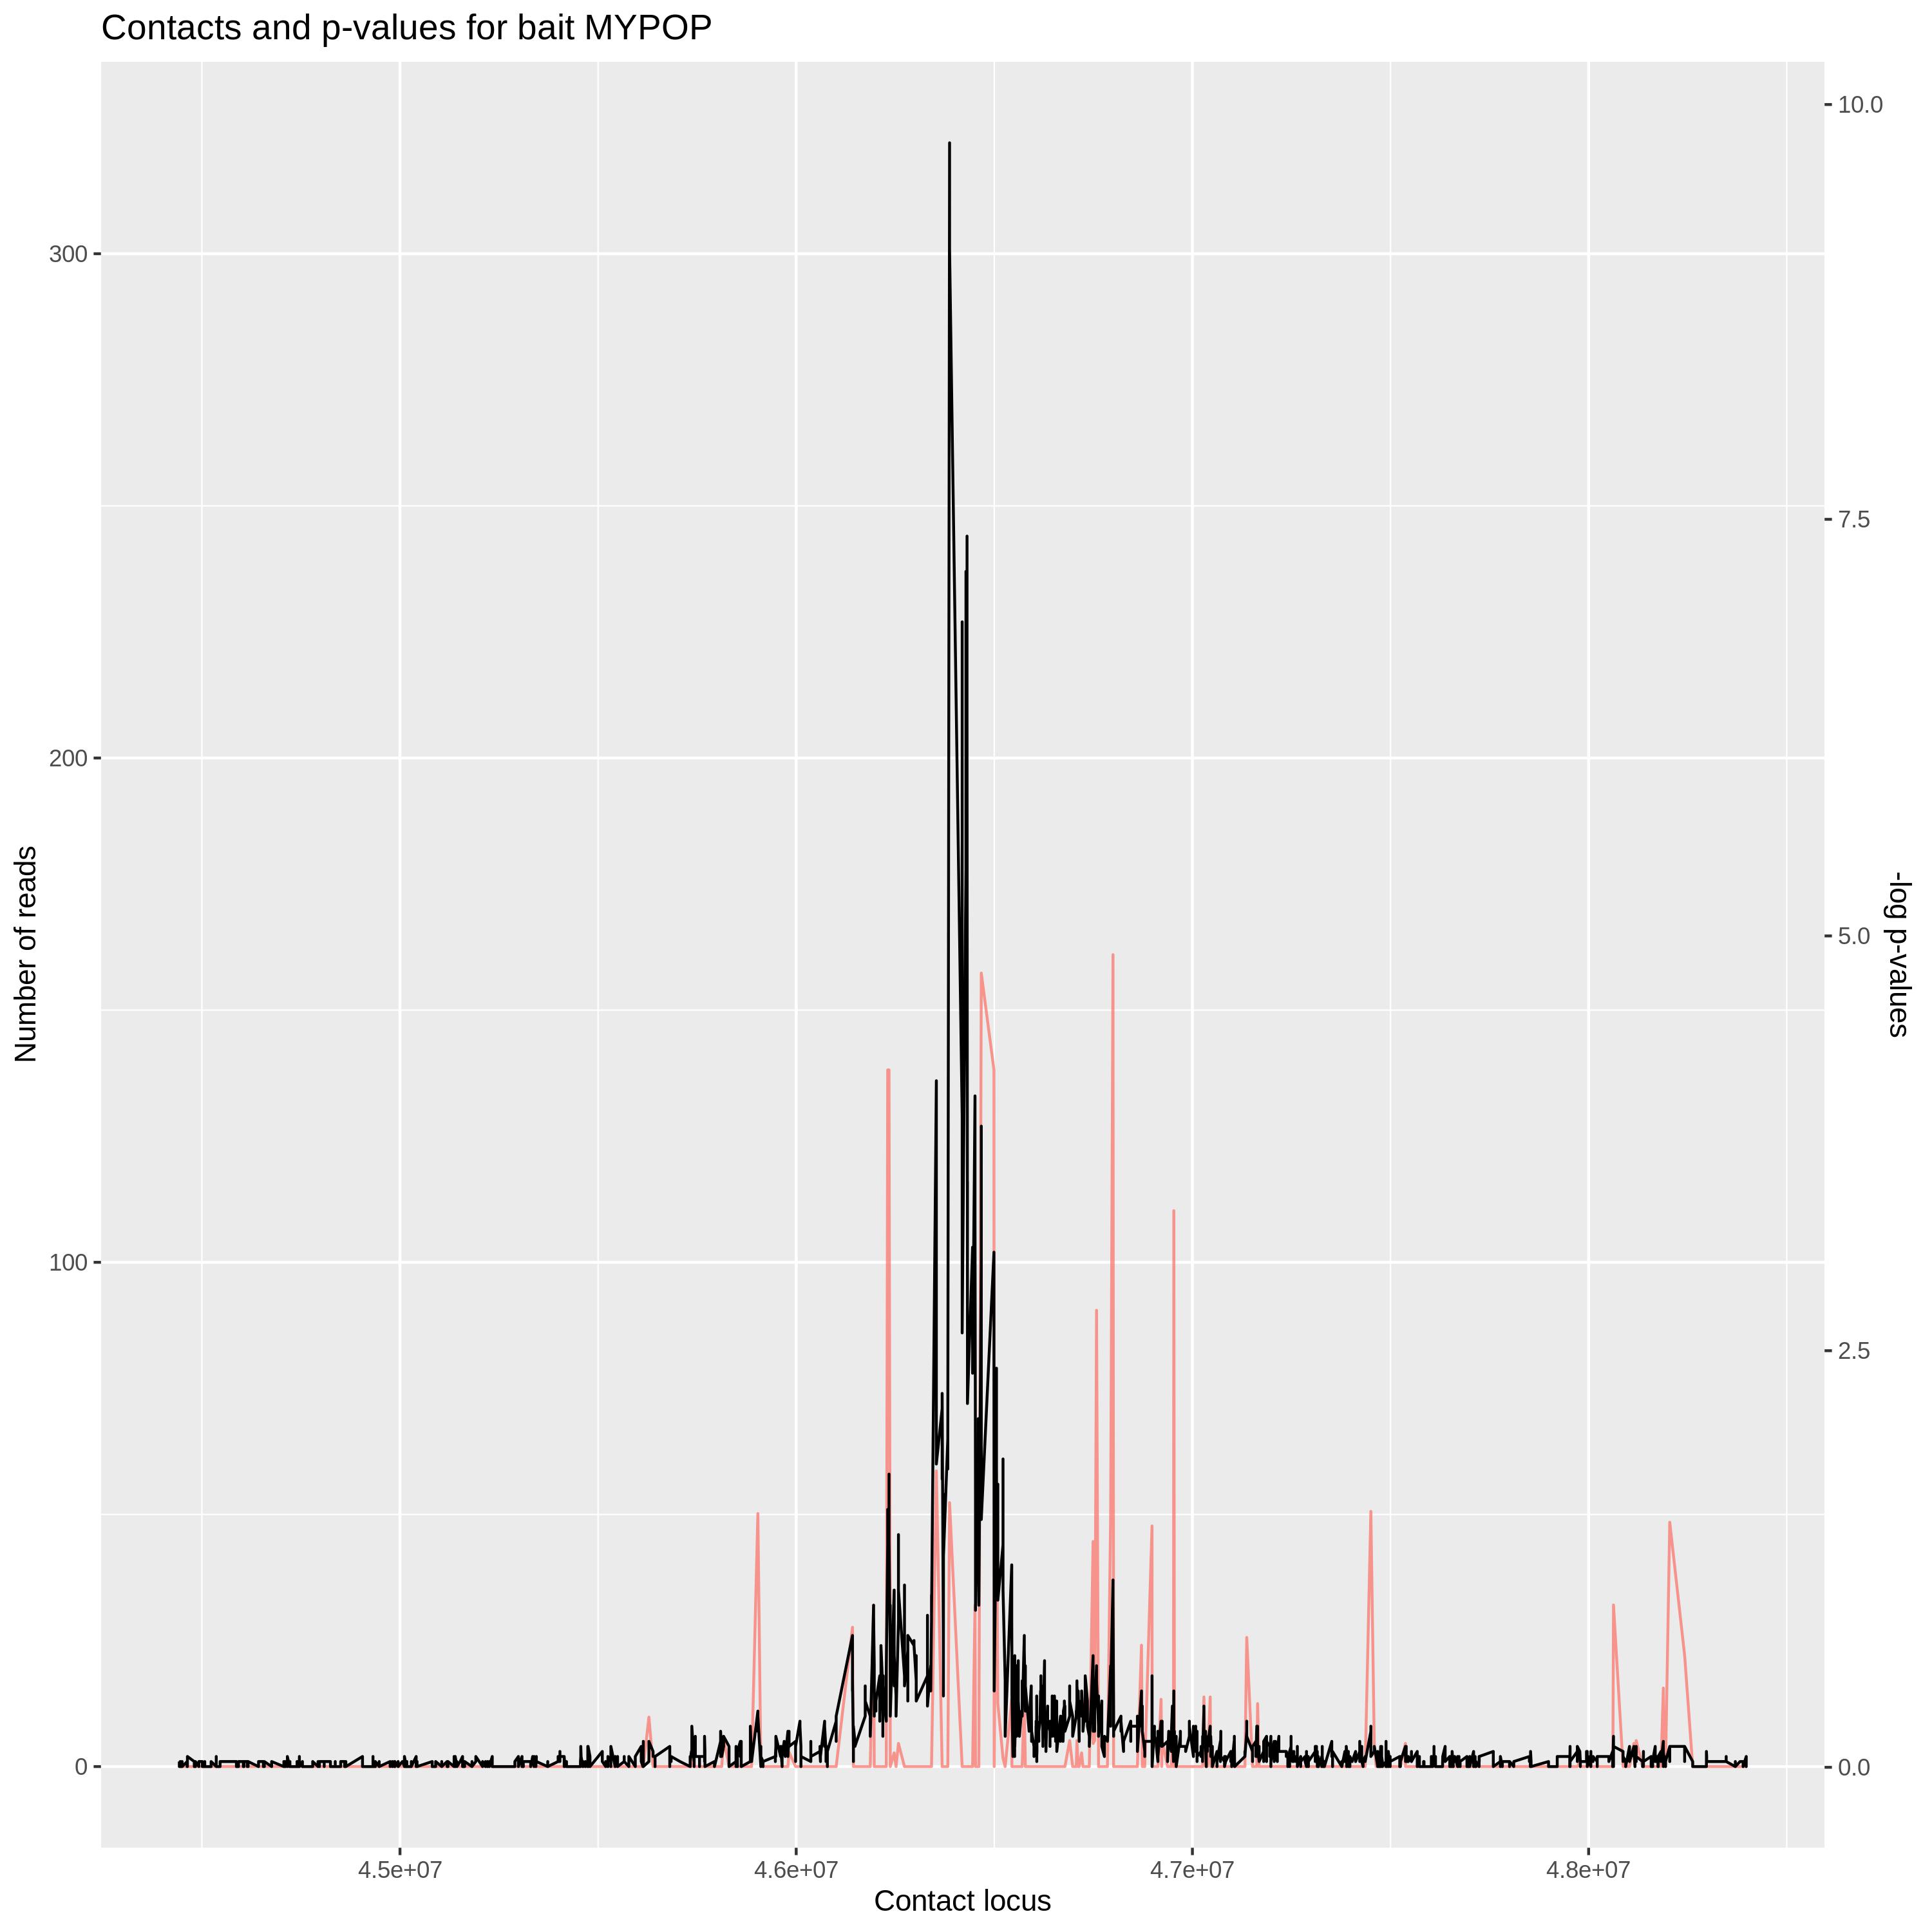 Contacts and p-values for bait MYPOP
Number of reads
300
200
100
0
10.0
7.5
5.0
2.5
0.0
-log p-values
4.5e+07
4.6e+07
4.7e+07
4.8e+07
Contact locus